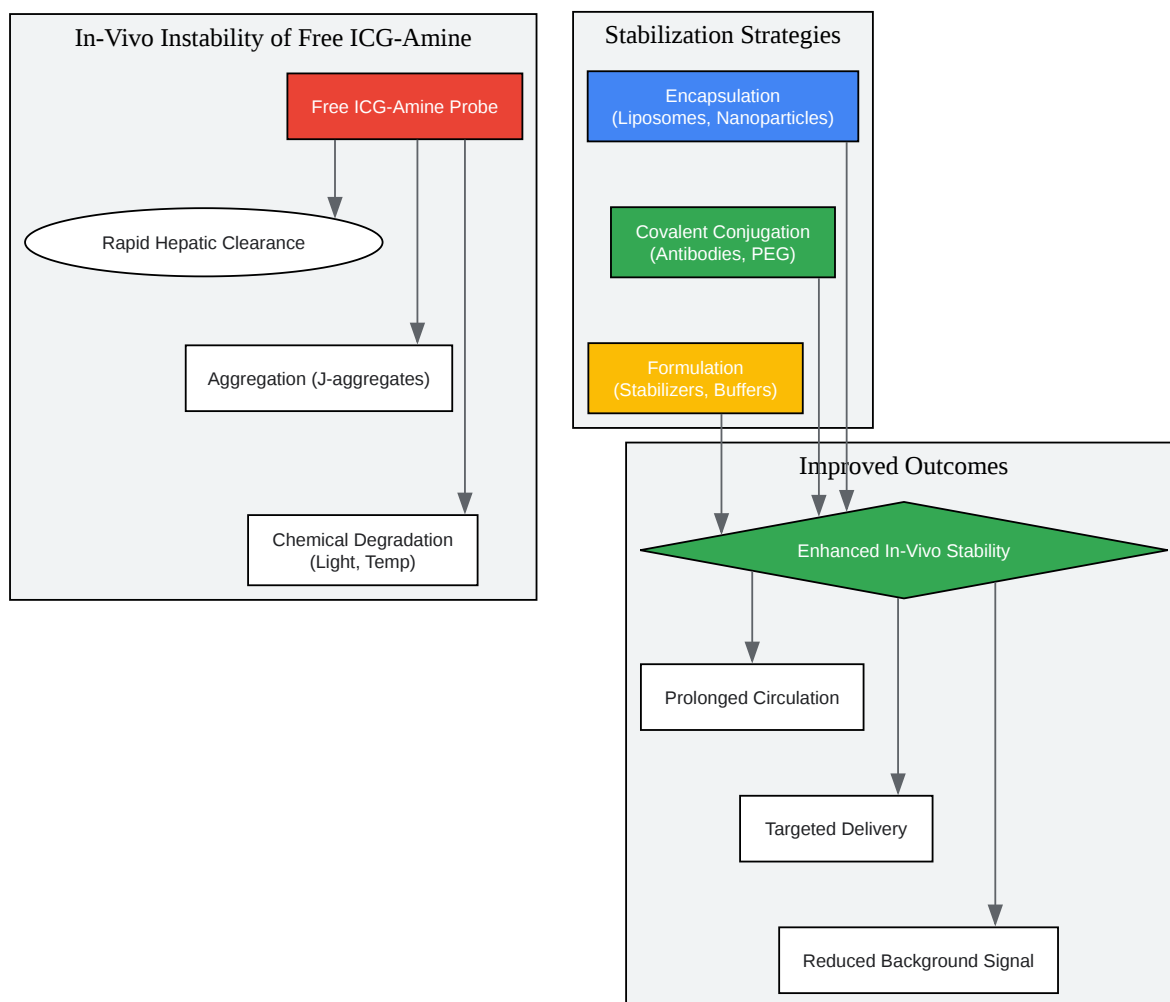 In-Vivo Instability of Free ICG-Amine
Free ICG-Amine Probe
Rapid Hepatic Clearance
Aggregation (J-aggregates)
Chemical Degradation
(Light, Temp)
Stabilization Strategies
Encapsulation
(Liposomes, Nanoparticles)
Covalent Conjugation
(Antibodies, PEG)
Formulation
(Stabilizers, Buffers)
Improved Outcomes
Enhanced In-Vivo Stability
Prolonged Circulation
Targeted Delivery
Reduced Background Signal